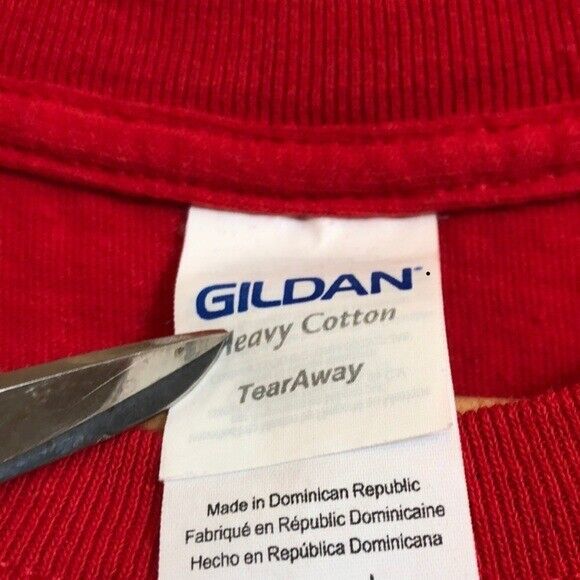 GILDAN
Heavy Cotton
TearAway
Made in Dominican Republic
Fabriqué en Républic Dominicaine
Hecho en República Dominicana